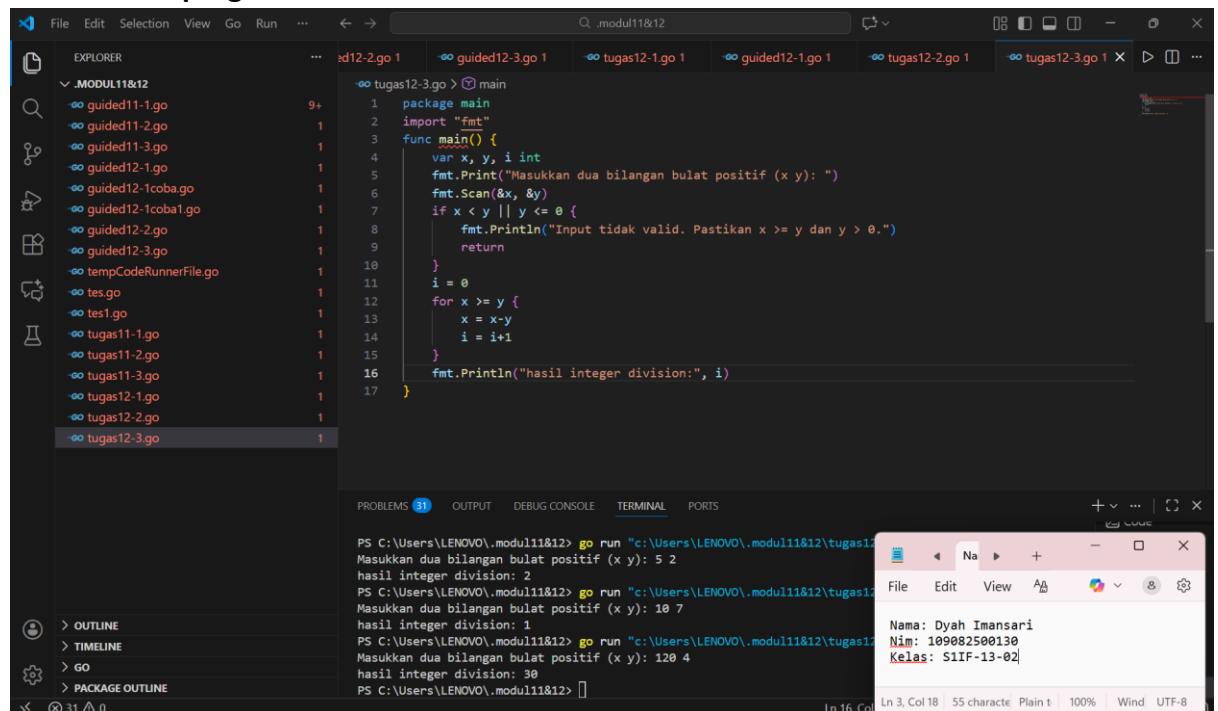 File Edit Selection View Go Run ... .modul11&12
EXPLORER ...
.MODUL11&12
guided11-1.go 9+
guided11-2.go 1
guided11-3.go 1
guided12-1.go 1
guided12-1coba.go 1
guided12-1coba1.go 1
guided12-2.go 1
guided12-3.go 1
tempCodeRunnerFile.go 1
tes.go 1
tes1.go 1
tugas11-1.go 1
tugas11-2.go 1
tugas11-3.go 1
tugas12-1.go 1
tugas12-2.go 1
tugas12-3.go 1
OUTLINE
TIMELINE
GO
PACKAGE OUTLINE
ed12-2.go 1 guided12-3.go 1 tugas12-1.go 1 guided12-1.go 1 tugas12-2.go 1 tugas12-3.go 1
tugas12-3.go > main
1 package main
2 import "fmt"
3 func main() {
4 var x, y, i int
5 fmt.Print("Masukkan dua bilangan bulat positif (x y): ")
6 fmt.Scan(&x, &y)
7 if x < y || y <= 0 {
8 fmt.Println("Input tidak valid. Pastikan x >= y dan y > 0.")
9 return
10 }
11 i = 0
12 for x >= y {
13 x = x-y
14 i = i+1
15 }
16 fmt.Println("hasil integer division:", i)
17 }
PROBLEMS 31 OUTPUT DEBUG CONSOLE TERMINAL PORTS
PS C:\Users\LENOVO\.modul11&12> go run "c:\Users\LENOVO\.modul11&12\tugas12
Masukkan dua bilangan bulat positif (x y): 5 2
hasil integer division: 2
PS C:\Users\LENOVO\.modul11&12> go run "c:\Users\LENOVO\.modul11&12\tugas12
Masukkan dua bilangan bulat positif (x y): 10 7
hasil integer division: 1
PS C:\Users\LENOVO\.modul11&12> go run "c:\Users\LENOVO\.modul11&12\tugas12
Masukkan dua bilangan bulat positif (x y): 120 4
hasil integer division: 30
PS C:\Users\LENOVO\.modul11&12>
Na
File Edit View
Nama: Dyah Imansari
Nim: 109082500130
Kelas: S1IF-13-02
Ln 3, Col 18 55 characte Plain t 100% Wind UTF-8
31 0 Ln 16, Col